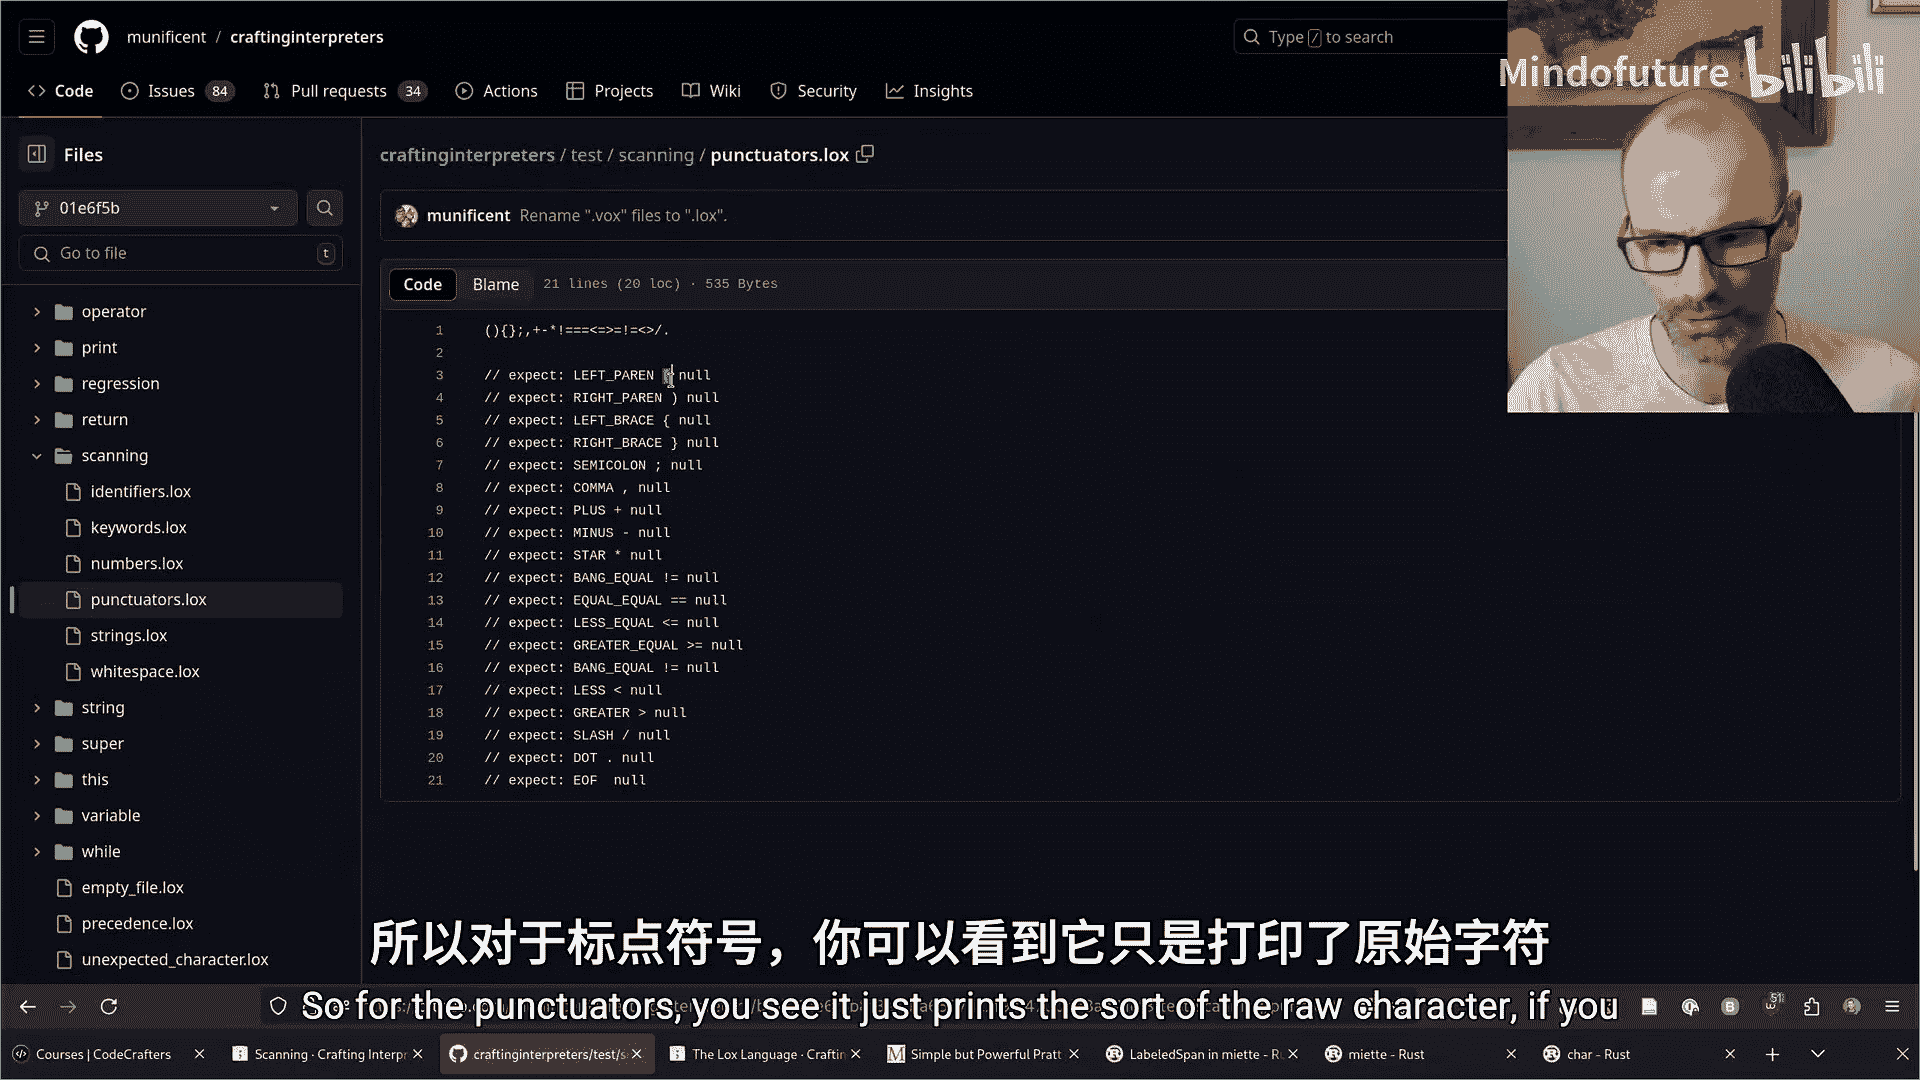 munificent / craftinginterpreters
Type / to search
Mindofuture bilibili
Code
Issues 84
Pull requests 34
Actions
Projects
Wiki
Security
Insights
Files
craftinginterpreters / test / scanning / punctuators.lox
01e6f5b
munificent Rename ".vox" files to ".lox".
Go to file t
Code Blame 21 lines (20 loc) · 535 Bytes
operator
print
regression
return
scanning
identifiers.lox
keywords.lox
numbers.lox
punctuators.lox
strings.lox
whitespace.lox
string
super
this
variable
while
empty_file.lox
precedence.lox
unexpected_character.lox
1 (){};,+-*!===<=>=!=<>/.
2
3 // expect: LEFT_PAREN ( null
4 // expect: RIGHT_PAREN ) null
5 // expect: LEFT_BRACE { null
6 // expect: RIGHT_BRACE } null
7 // expect: SEMICOLON ; null
8 // expect: COMMA , null
9 // expect: PLUS + null
10 // expect: MINUS - null
11 // expect: STAR * null
12 // expect: BANG_EQUAL != null
13 // expect: EQUAL_EQUAL == null
14 // expect: LESS_EQUAL <= null
15 // expect: GREATER_EQUAL >= null
16 // expect: BANG_EQUAL != null
17 // expect: LESS < null
18 // expect: GREATER > null
19 // expect: SLASH / null
20 // expect: DOT . null
21 // expect: EOF  null
所以对于标点符号，你可以看到它只是打印了原始字符
So for the punctuators, you see it just prints the sort of the raw character, if you
Courses | CodeCrafters
Scanning · Crafting Interpr
craftinginterpreters/test/s
The Lox Language · Craftin
Simple but Powerful Pratt
LabeledSpan in miette - R
miette - Rust
char - Rust